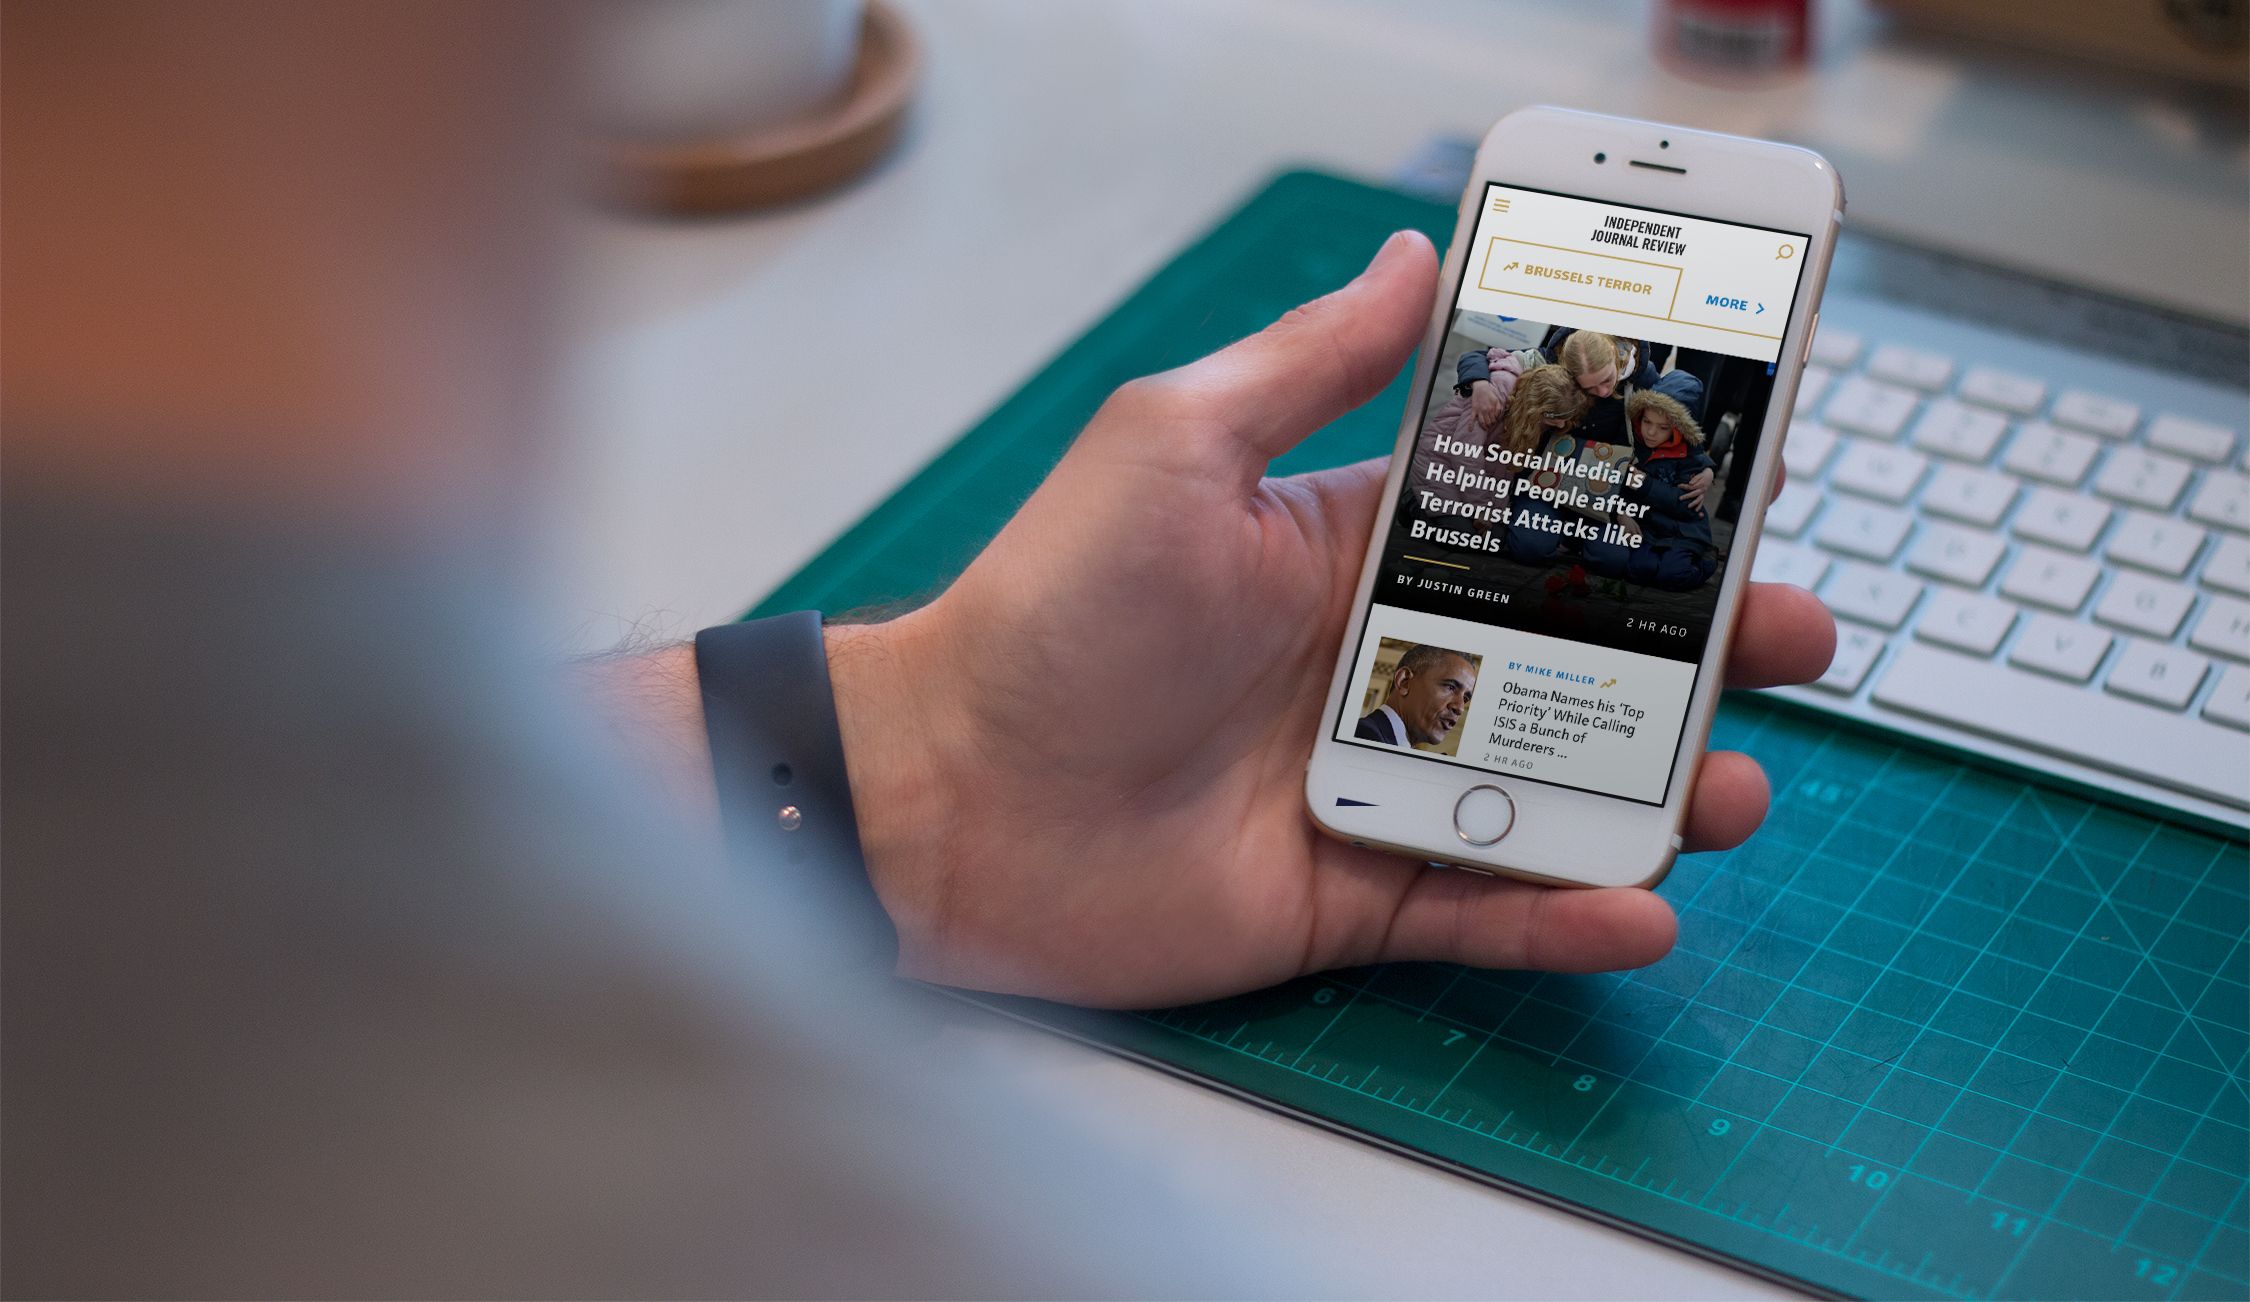 INDEPENDENT
JOURNAL REVIEW
BRUSSELS TERROR
MORE
How Social Media is
Helping People after
Terrorist Attacks like
Brussels
BY JUSTIN GREEN
2 HR AGO
BY MIKE MILLER
Obama Names his ‘Top
Priority’ While Calling
ISIS a Bunch of
Murderers ...
2 HR AGO
45°
6
7
8
9
10
11
12